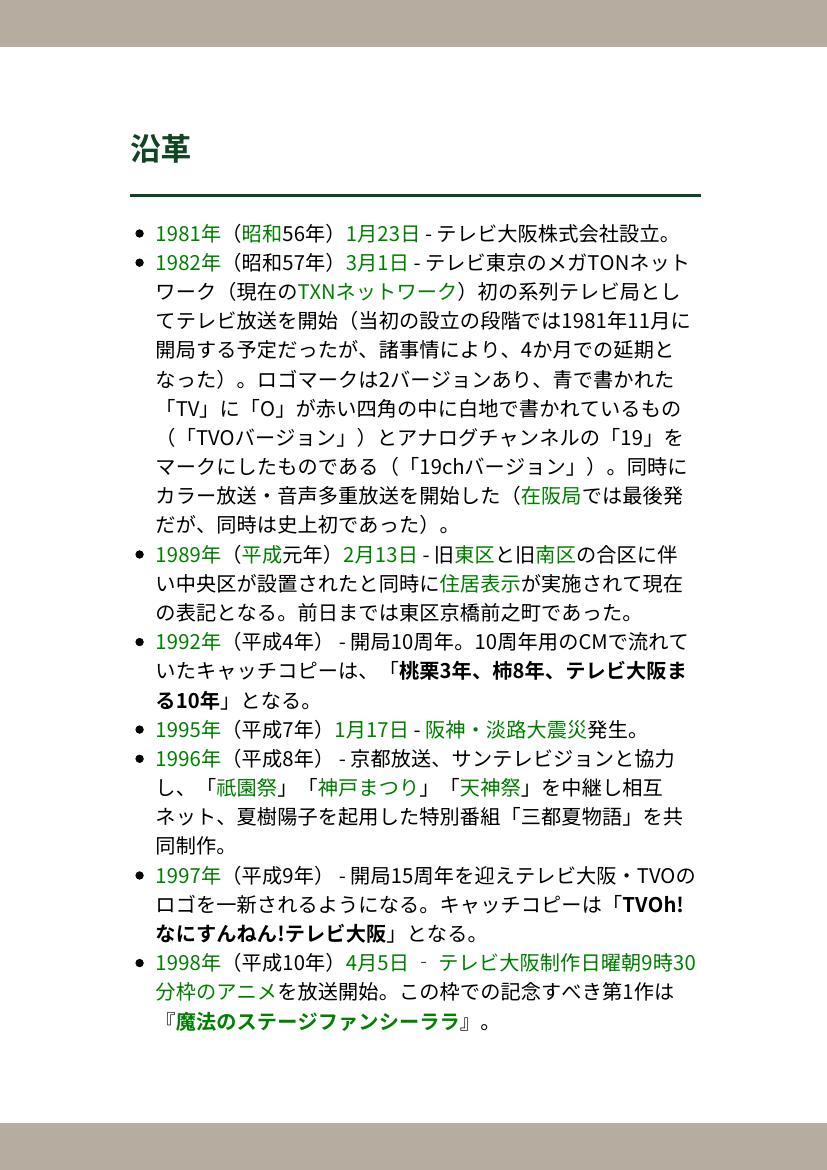 沿革
• 1981年（昭和56年）1月23日 - テレビ大阪株式会社設立。
• 1982年（昭和57年）3月1日 - テレビ東京のメガTONネット
ワーク（現在のTXNネットワーク）初の系列テレビ局とし
てテレビ放送を開始（当初の設立の段階では1981年11月に
開局する予定だったが、諸事情により、4か月での延期と
なった）。ロゴマークは2バージョンあり、青で書かれた
「TV」に「O」が赤い四角の中に白地で書かれているもの
（「TVOバージョン」）とアナログチャンネルの「19」を
マークにしたものである（「19chバージョン」）。同時に
カラー放送・音声多重放送を開始した（在阪局では最後発
だが、同時は史上初であった）。
• 1989年（平成元年）2月13日 - 旧東区と旧南区の合区に伴
い中央区が設置されたと同時に住居表示が実施されて現在
の表記となる。前日までは東区京橋前之町であった。
• 1992年（平成4年） - 開局10周年。10周年用のCMで流れて
いたキャッチコピーは、「桃栗3年、柿8年、テレビ大阪ま
る10年」となる。
• 1995年（平成7年）1月17日 - 阪神・淡路大震災発生。
• 1996年（平成8年） - 京都放送、サンテレビジョンと協力
し、「祇園祭」「神戸まつり」「天神祭」を中継し相互
ネット、夏樹陽子を起用した特別番組「三都夏物語」を共
同制作。
• 1997年（平成9年） - 開局15周年を迎えテレビ大阪・TVOの
ロゴを一新されるようになる。キャッチコピーは「TVOh!
なにすんねん!テレビ大阪」となる。
• 1998年（平成10年）4月5日 ‐ テレビ大阪制作日曜朝9時30
分枠のアニメを放送開始。この枠での記念すべき第1作は
『魔法のステージファンシーララ』。